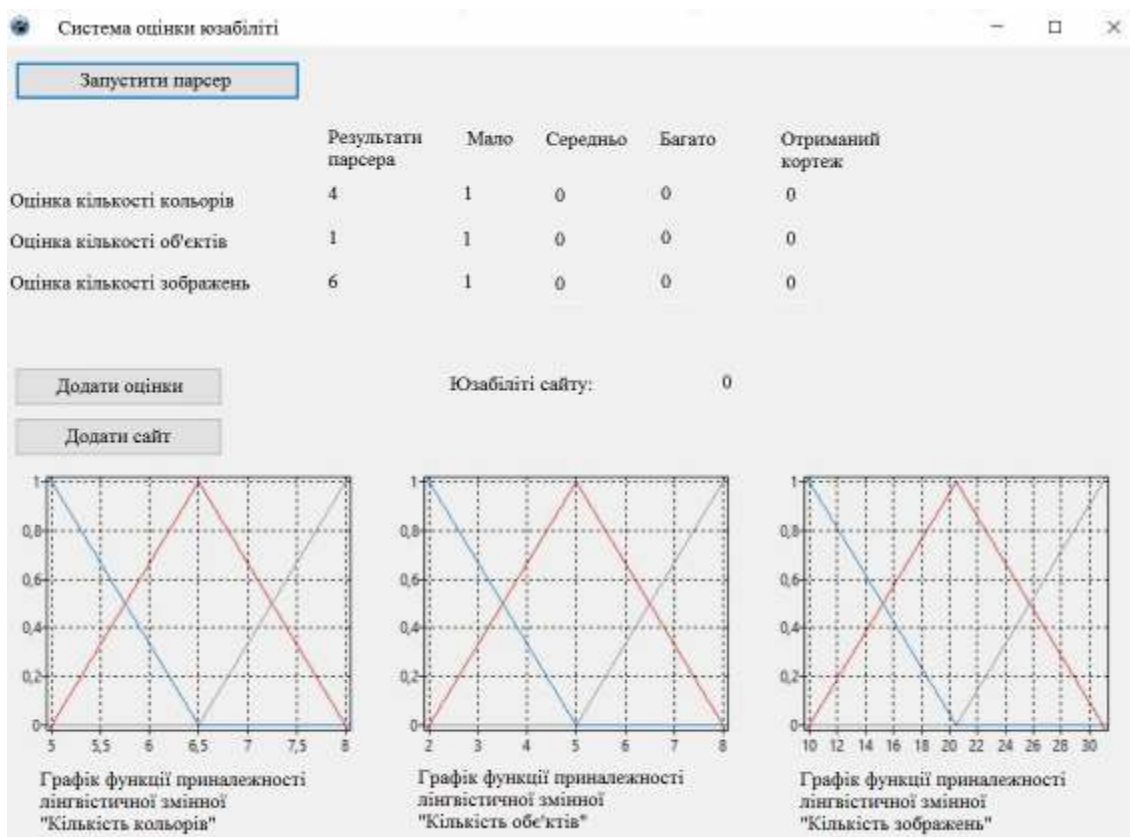 Система оцінки юзабіліті
Запустити парсер
Результати Мало Середньо Багато Отриманий
парсера кортеж
Оцінка кількості кольорів 4 1 0 0 0
Оцінка кількості об'єктів 1 1 0 0 0
Оцінка кількості зображень 6 1 0 0 0
Додати оцінки Юзабіліті сайту: 0
Додати сайт
1 1 1
0,8 0,8 0,8
0,6 0,6 0,6
0,4 0,4 0,4
0,2 0,2 0,2
0 0 0
5 5,5 6 6,5 7 7,5 8 2 3 4 5 6 7 8 10 12 14 16 18 20 22 24 26 28 30
Графік функції приналежності Графік функції приналежності Графік функції приналежності
лінгвістичної змінної лінгвістичної змінної лінгвістичної змінної
"Кількість кольорів" "Кількість обє'ктів" "Кількість зображень"